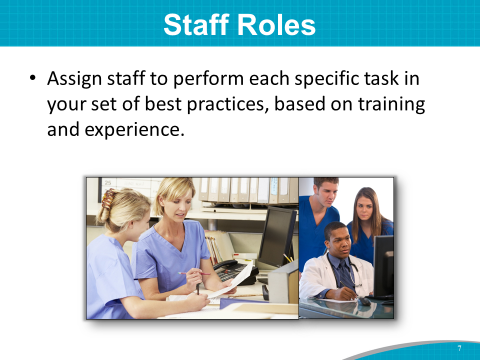 Staff Roles
• Assign staff to perform each specific task in
your set of best practices, based on training
and experience.
7